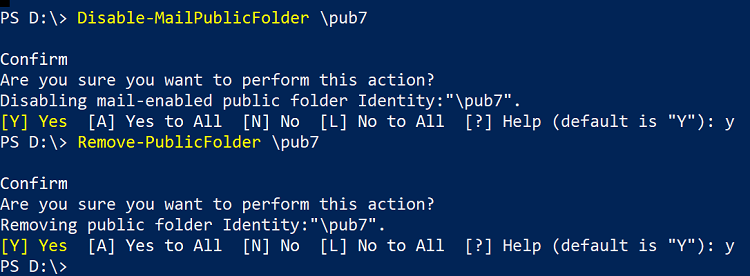 PS D:\> Disable-MailPublicFolder \pub7
Confirm
Are you sure you want to perform this action?
Disabling mail-enabled public folder Identity:"\pub7".
[Y] Yes  [A] Yes to All  [N] No  [L] No to All  [?] Help (default is "Y"): y
PS D:\> Remove-PublicFolder \pub7
Confirm
Are you sure you want to perform this action?
Removing public folder Identity:"\pub7".
[Y] Yes  [A] Yes to All  [N] No  [L] No to All  [?] Help (default is "Y"): y
PS D:\>